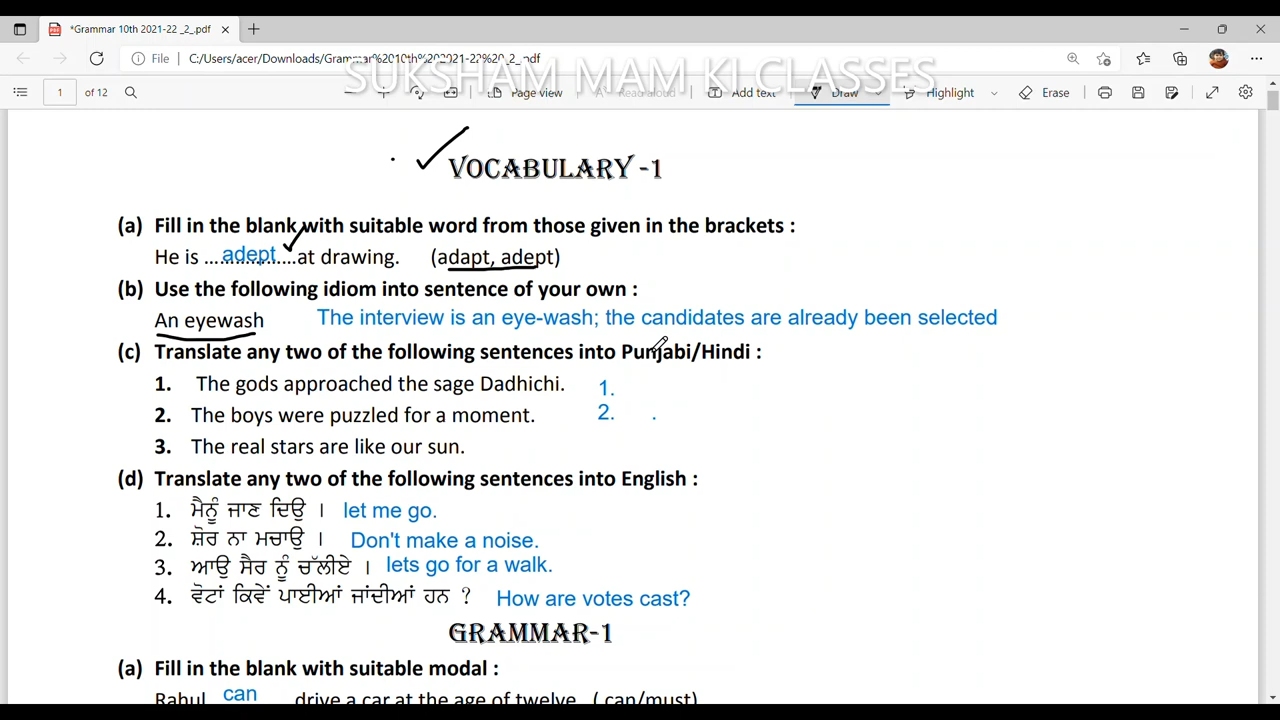 *Grammar 10th 2021-22 _2_.pdf
File C:/Users/acer/Downloads/Grammar%2010th%202021-22%20_2_.pdf
SUKSHAM MAM KI CLASSES
1 of 12 Page view Read aloud Add text Draw Highlight Erase
VOCABULARY -1
(a) Fill in the blank with suitable word from those given in the brackets :
He is ...adept...at drawing. (adapt, adept)
(b) Use the following idiom into sentence of your own :
An eyewash The interview is an eye-wash; the candidates are already been selected
(c) Translate any two of the following sentences into Punjabi/Hindi :
1. The gods approached the sage Dadhichi. 1.
2. The boys were puzzled for a moment. 2. .
3. The real stars are like our sun.
(d) Translate any two of the following sentences into English :
1. ਮੈਨੂੰ ਜਾਣ ਦਿਉ । let me go.
2. ਸ਼ੋਰ ਨਾ ਮਚਾਉ । Don't make a noise.
3. ਆਉ ਸੈਰ ਨੂੰ ਚੱਲੀਏ । lets go for a walk.
4. ਵੋਟਾਂ ਕਿਵੇਂ ਪਾਈਆਂ ਜਾਂਦੀਆਂ ਹਨ ? How are votes cast?
GRAMMAR-1
(a) Fill in the blank with suitable modal :
Rahul can drive a car at the age of twelve. ( can/must)